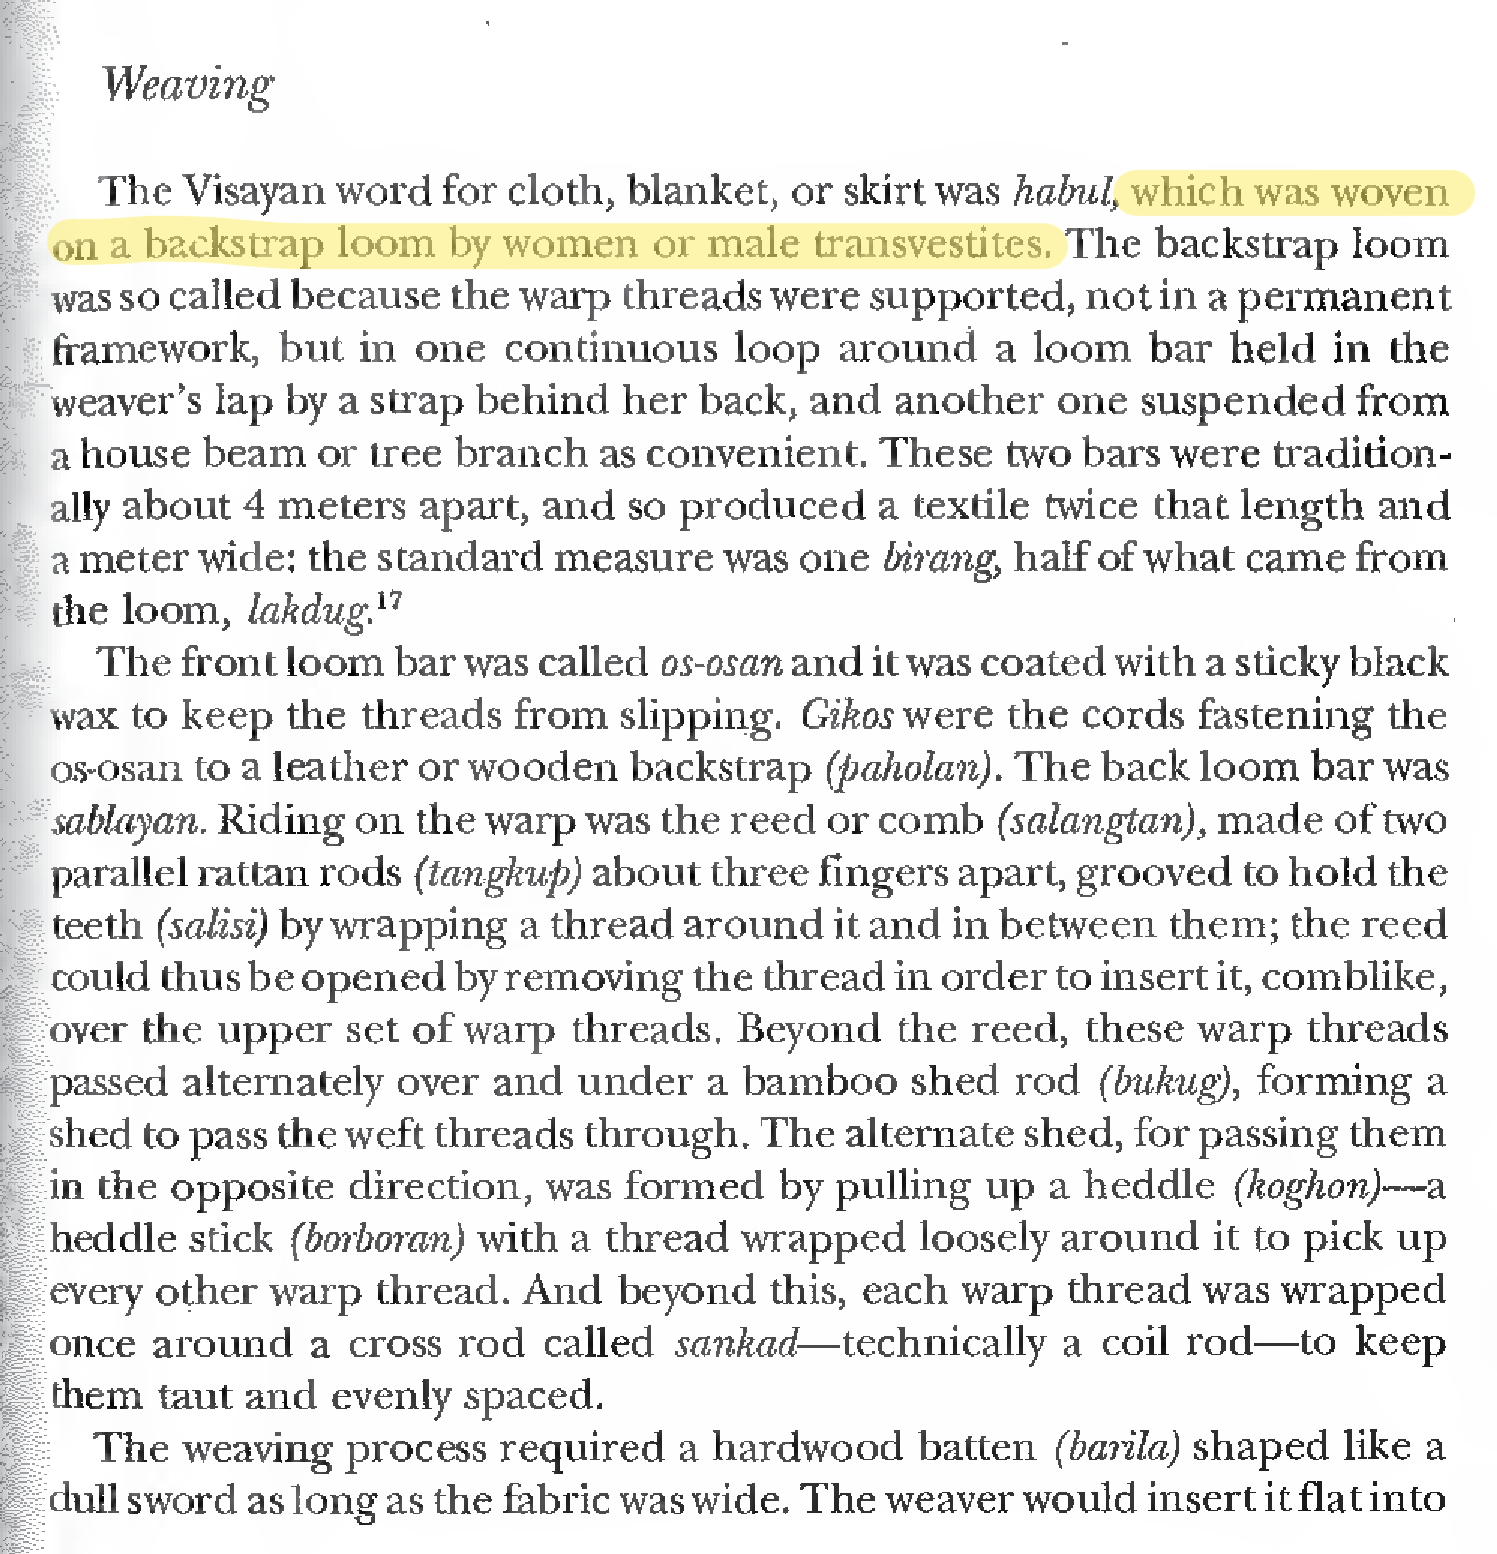 Weaving
The Visayan word for cloth, blanket, or skirt was habul, which was woven
on a backstrap loom by women or male transvestites. The backstrap loom
was so called because the warp threads were supported, not in a permanent
framework, but in one continuous loop around a loom bar held in the
weaver's lap by a strap behind her back, and another one suspended from
a house beam or tree branch as convenient. These two bars were tradition-
ally about 4 meters apart, and so produced a textile twice that length and
a meter wide: the standard measure was one birang, half of what came from
the loom, lakdug.17
The front loom bar was called os-osan and it was coated with a sticky black
wax to keep the threads from slipping. Gikos were the cords fastening the
os-osan to a leather or wooden backstrap (paholan). The back loom bar was
sablayan. Riding on the warp was the reed or comb (salangtan), made of two
parallel rattan rods (tangkup) about three fingers apart, grooved to hold the
teeth (salisi) by wrapping a thread around it and in between them; the reed
could thus be opened by removing the thread in order to insert it, comblike,
over the upper set of warp threads. Beyond the reed, these warp threads
passed alternately over and under a bamboo shed rod (bukug), forming a
shed to pass the weft threads through. The alternate shed, for passing them
in the opposite direction, was formed by pulling up a heddle (koghon)—a
heddle stick (borboran) with a thread wrapped loosely around it to pick up
every other warp thread. And beyond this, each warp thread was wrapped
once around a cross rod called sankad—technically a coil rod—to keep
them taut and evenly spaced.
The weaving process required a hardwood batten (barila) shaped like a
dull sword as long as the fabric was wide. The weaver would insert it flat into